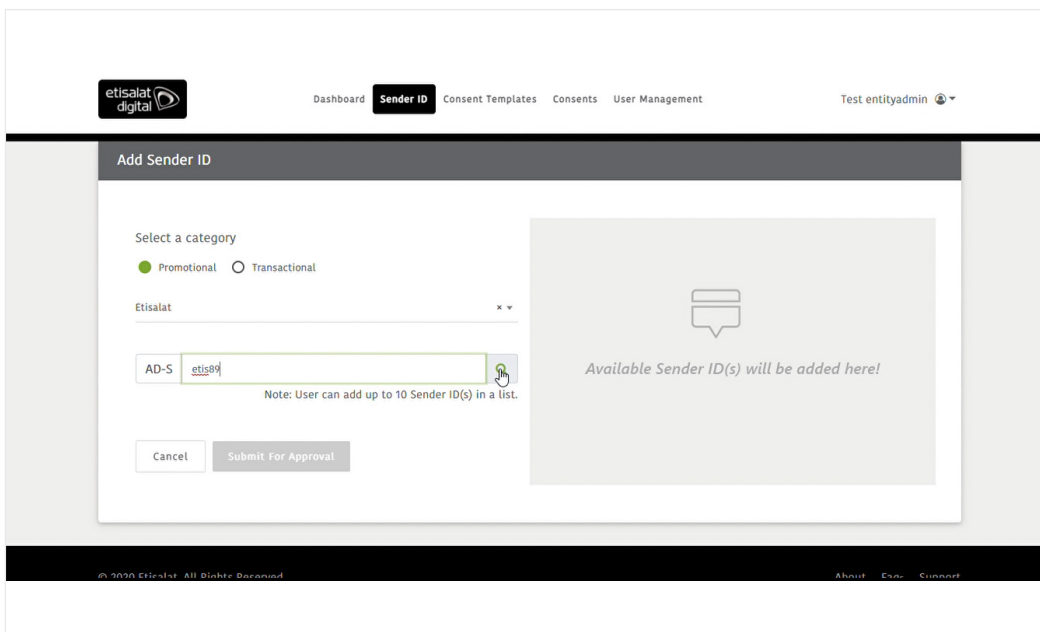 etisalat
digital
Dashboard Sender ID Consent Templates Consents User Management Test entityadmin
Add Sender ID
Select a category
Promotional Transactional
Etisalat × 
AD-S etis89
Note: User can add up to 10 Sender ID(s) in a list.
Available Sender ID(s) will be added here!
Cancel Submit For Approval
© 2020 Etisalat. All Rights Reserved About Faqs Support